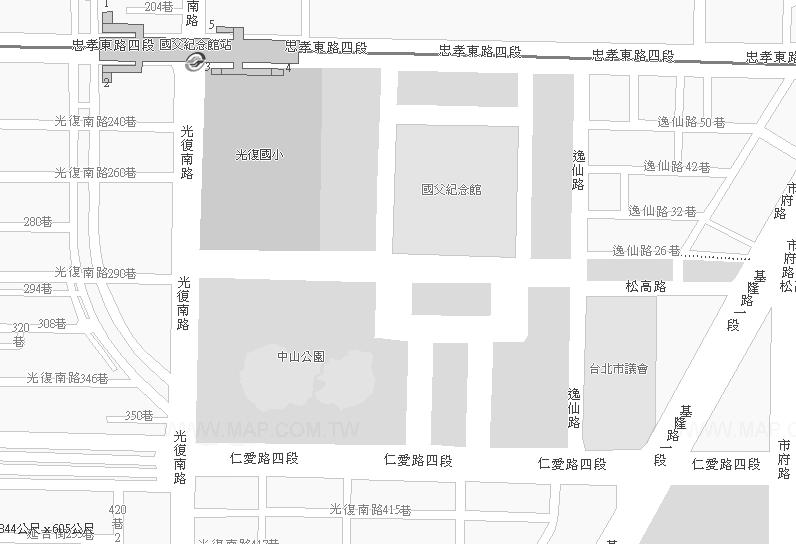 204巷
南路
1
5
忠孝東路四段
國父紀念館站
忠孝東路四段
忠孝東路四段
忠孝東路
2
3
4
光復南路240巷
光復南路
光復國小
國父紀念館
逸仙路
逸仙路50巷
光復南路260巷
逸仙路42巷
逸仙路32巷
市府路
280巷
逸仙路26巷
市府路
光復南路290巷
光復南路
294巷
松高路
基隆路一段
松高
308巷
320巷
中山公園
台北市議會
光復南路346巷
逸仙路
350巷
WWW.MAP.COM.TW
WWW.MAP.
基隆路一段
光復南路
仁愛路四段
仁愛路四段
仁愛路四段
仁愛路四段
市府路
420巷
2
光復南路415巷
844公尺 x 605公尺
基